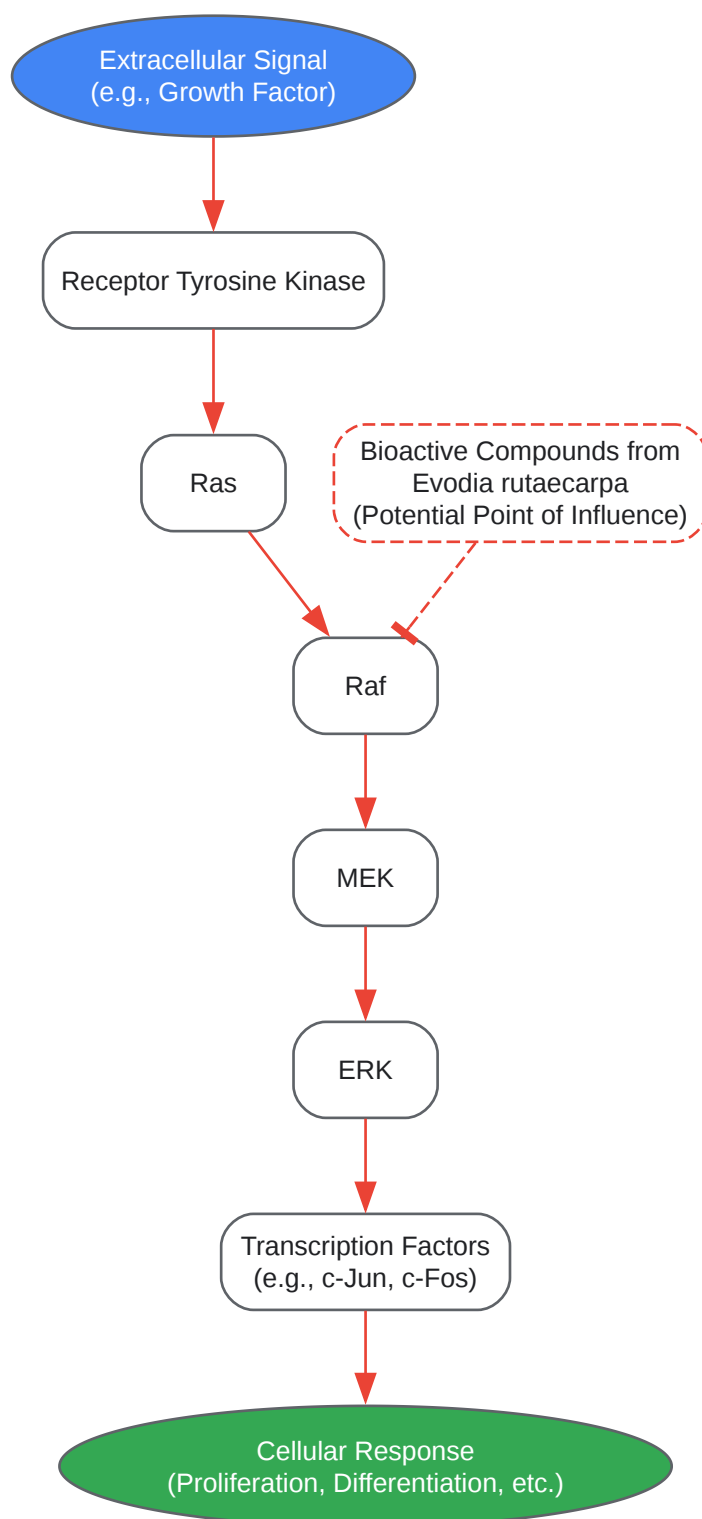 Extracellular Signal
(e.g., Growth Factor)
Receptor Tyrosine Kinase
Ras
Bioactive Compounds from
Evodia rutaecarpa
(Potential Point of Influence)
Raf
MEK
ERK
Transcription Factors
(e.g., c-Jun, c-Fos)
Cellular Response
(Proliferation, Differentiation, etc.)